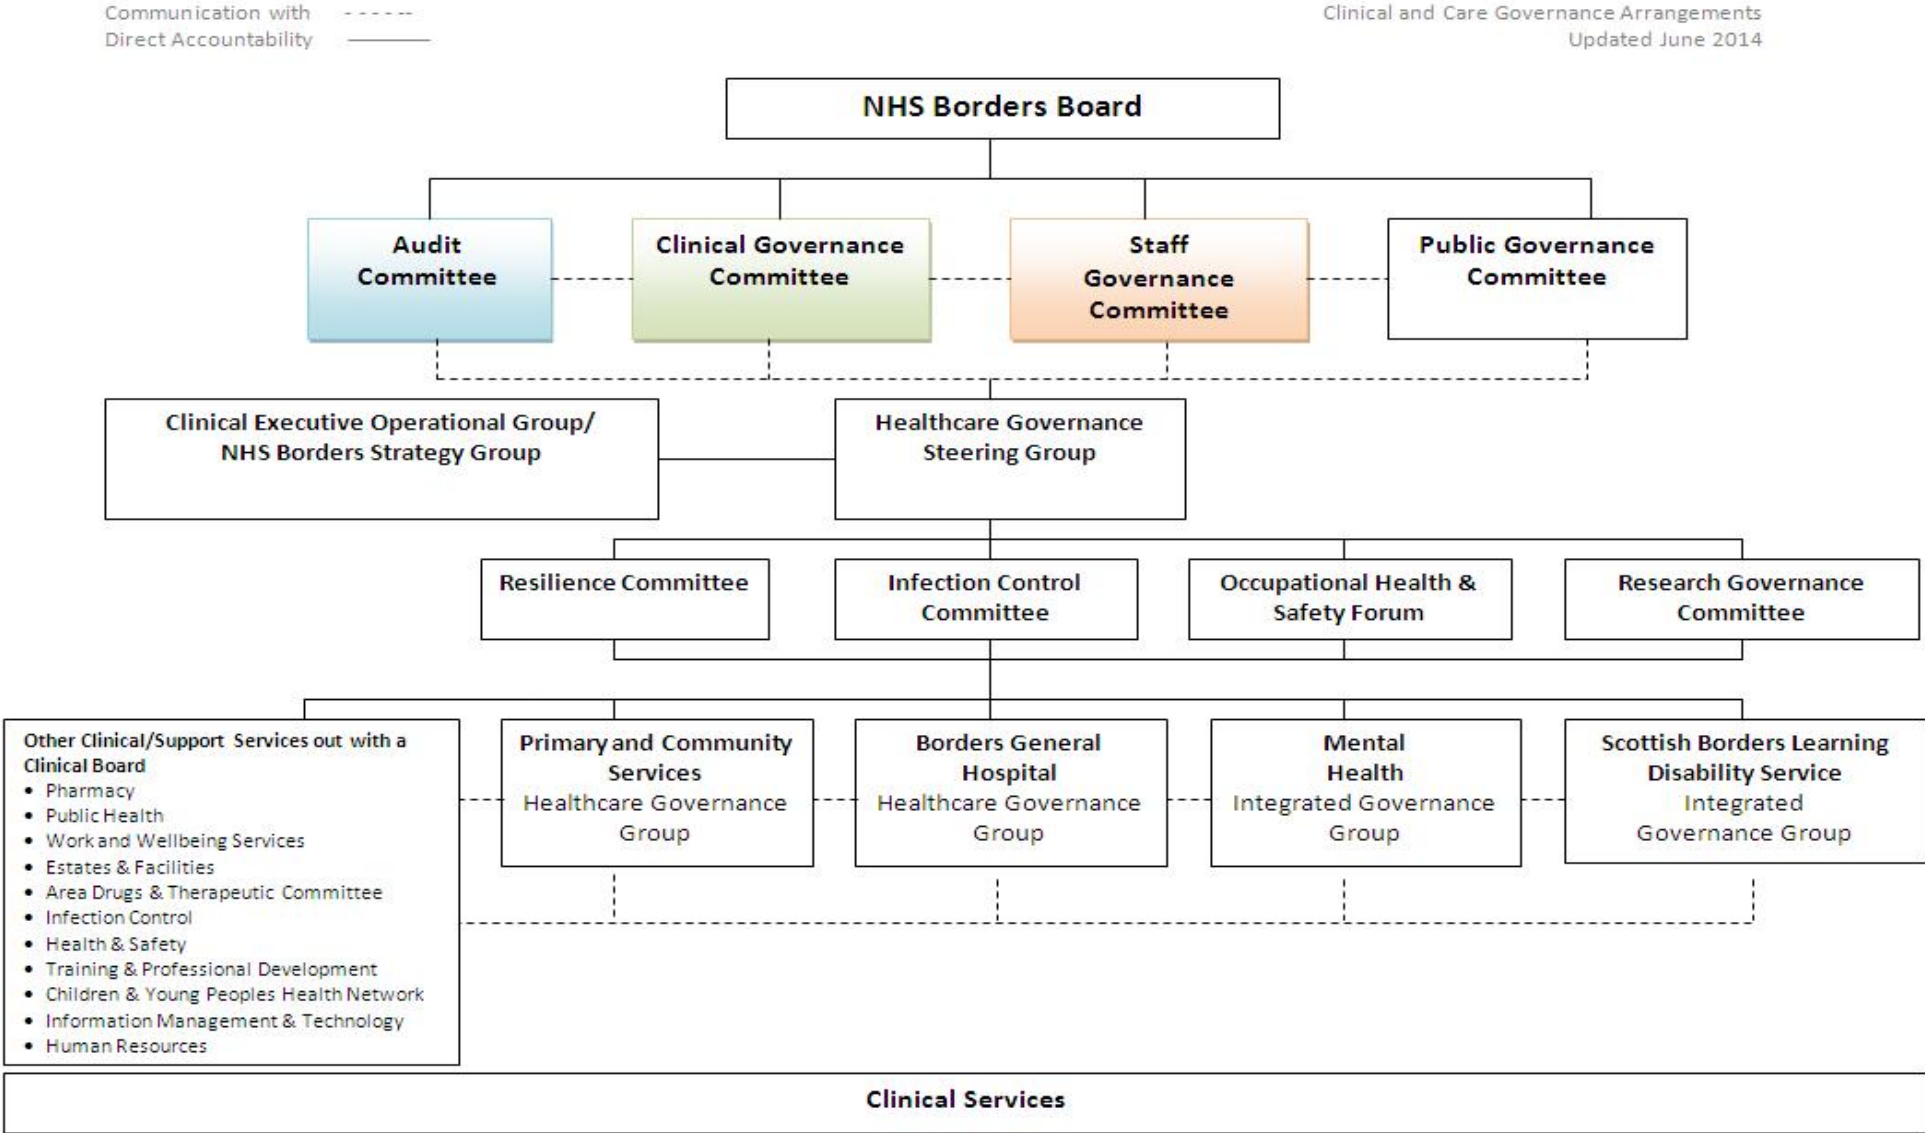 Communication with
Direct Accountability
Clinical and Care Governance Arrangements
Updated June 2014
NHS Borders Board
Audit
Committee
Clinical Governance
Committee
Staff
Governance
Committee
Public Governance
Committee
Clinical Executive Operational Group/
NHS Borders Strategy Group
Healthcare Governance
Steering Group
Resilience Committee
Infection Control
Committee
Occupational Health &
Safety Forum
Research Governance
Committee
Other Clinical/Support Services out with a
Clinical Board
• Pharmacy
• Public Health
• Work and Wellbeing Services
• Estates & Facilities
• Area Drugs & Therapeutic Committee
• Infection Control
• Health & Safety
• Training & Professional Development
• Children & Young Peoples Health Network
• Information Management & Technology
• Human Resources
Primary and Community
Services
Healthcare Governance
Group
Borders General
Hospital
Healthcare Governance
Group
Mental
Health
Integrated Governance
Group
Scottish Borders Learning
Disability Service
Integrated
Governance Group
Clinical Services